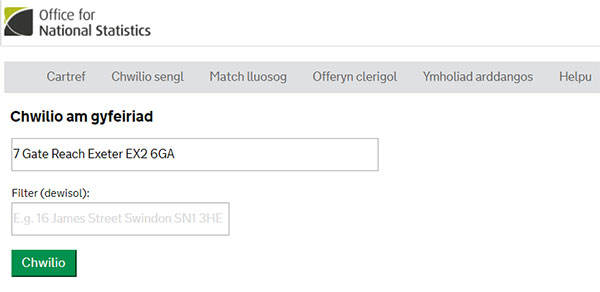 Office for
National Statistics
Cartref Chwilio sengl Match lluosog Offeryn clerigol Ymholiad arddangos Helpu
Chwilio am gyfeiriad
7 Gate Reach Exeter EX2 6GA
Filter (dewisol):
E.g. 16 James Street Swindon SN1 3HE
Chwilio